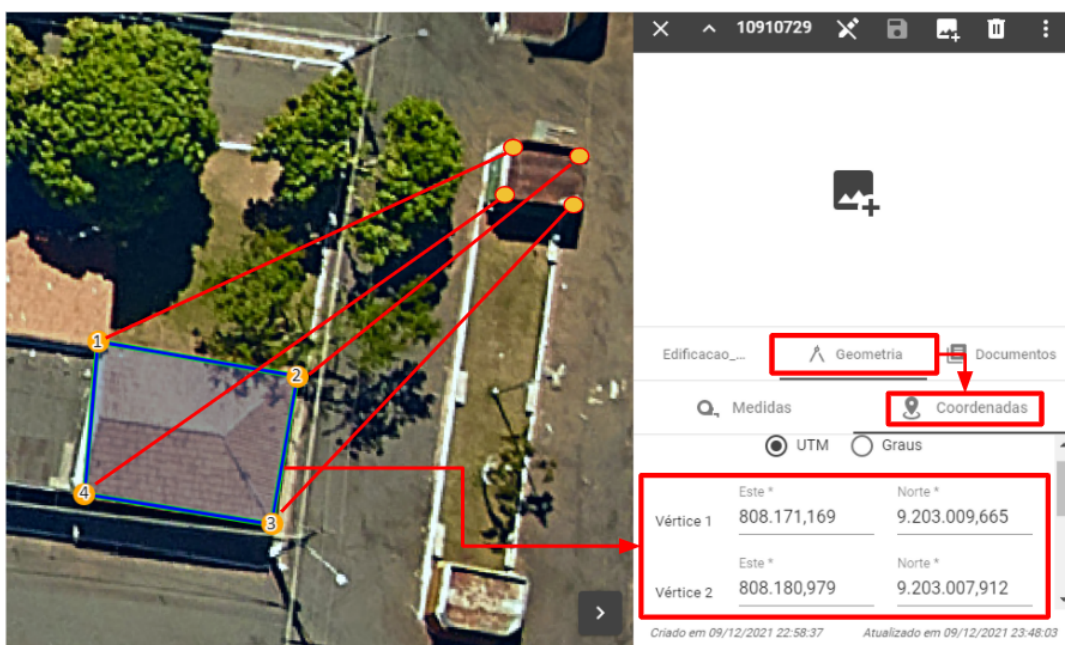 10910729
Edificacao_... Geometria Documentos
Medidas Coordenadas
UTM Graus
Este * Norte *
Vértice 1 808.171,169 9.203.009,665
Este * Norte *
Vértice 2 808.180,979 9.203.007,912
Criado em 09/12/2021 22:58:37 Atualizado em 09/12/2021 23:48:03
1
2
4
3